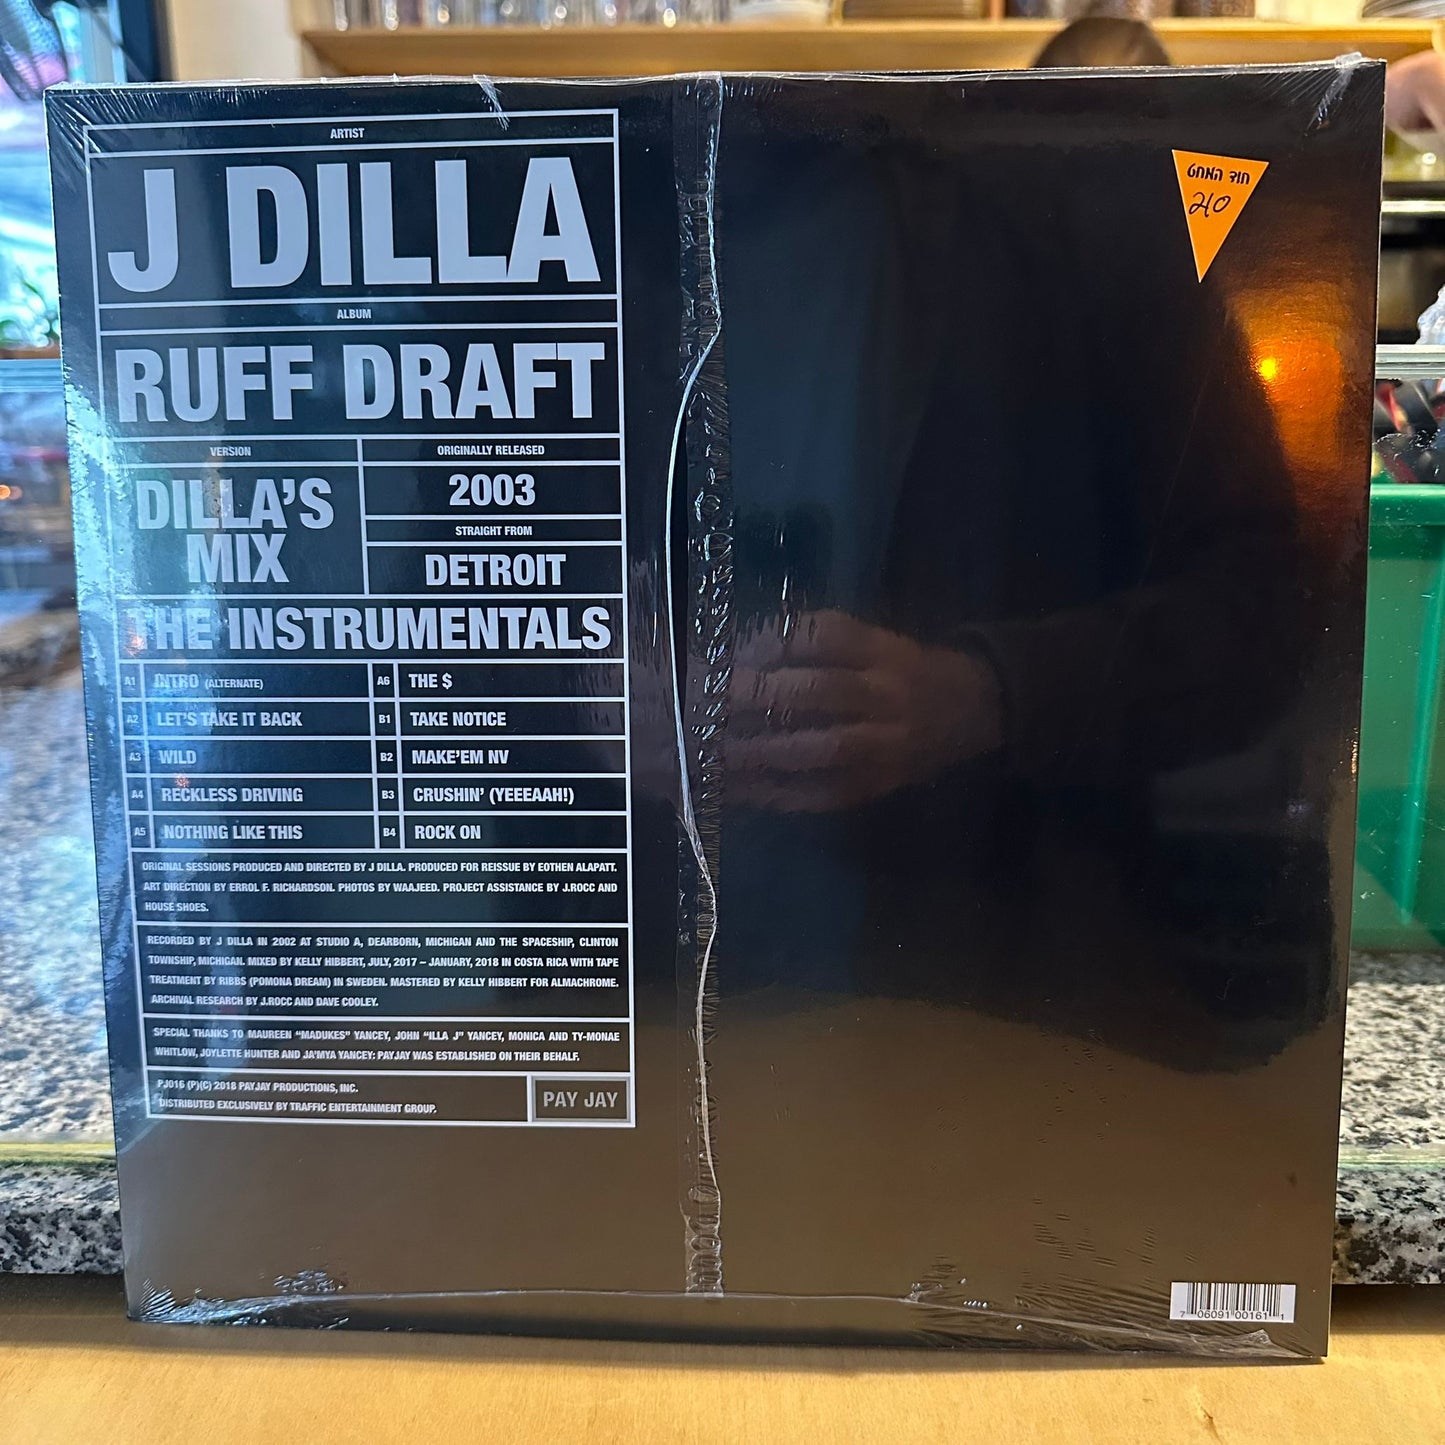 ARTIST
J DILLA
ALBUM
RUFF DRAFT
VERSION
DILLA'S
MIX
ORIGINALLY RELEASED
2003
STRAIGHT FROM
DETROIT
THE INSTRUMENTALS
A1 INTRO (ALTERNATE)
A2 LET'S TAKE IT BACK
A3 WILD
A4 RECKLESS DRIVING
A5 NOTHING LIKE THIS
A6 THE $
B1 TAKE NOTICE
B2 MAKE'EM NV
B3 CRUSHIN' (YEEEAAH!)
B4 ROCK ON
ORIGINAL SESSIONS PRODUCED AND DIRECTED BY J DILLA. PRODUCED FOR REISSUE BY EOTHEN ALAPATT.
ART DIRECTION BY ERROL F. RICHARDSON. PHOTOS BY WAAJEED. PROJECT ASSISTANCE BY J.ROCC AND
HOUSE SHOES.
RECORDED BY J DILLA IN 2002 AT STUDIO A, DEARBORN, MICHIGAN AND THE SPACESHIP, CLINTON
TOWNSHIP, MICHIGAN. MIXED BY KELLY HIBBERT, JULY, 2017 – JANUARY, 2018 IN COSTA RICA WITH TAPE
TREATMENT BY RIBBS (POMONA DREAM) IN SWEDEN. MASTERED BY KELLY HIBBERT FOR ALMACHROME.
ARCHIVAL RESEARCH BY J.ROCC AND DAVE COOLEY.
SPECIAL THANKS TO MAUREEN "MADUKES" YANCEY, JOHN "ILLA J" YANCEY, MONICA AND TY-MONAE
WHITLOW, JOYLETTE HUNTER AND JA'MYA YANCEY: PAYJAY WAS ESTABLISHED ON THEIR BEHALF.
PJ016 (P)(C) 2018 PAYJAY PRODUCTIONS, INC.
DISTRIBUTED EXCLUSIVELY BY TRAFFIC ENTERTAINMENT GROUP.
PAY JAY
חוד המחט
210
7 06091 00161 1